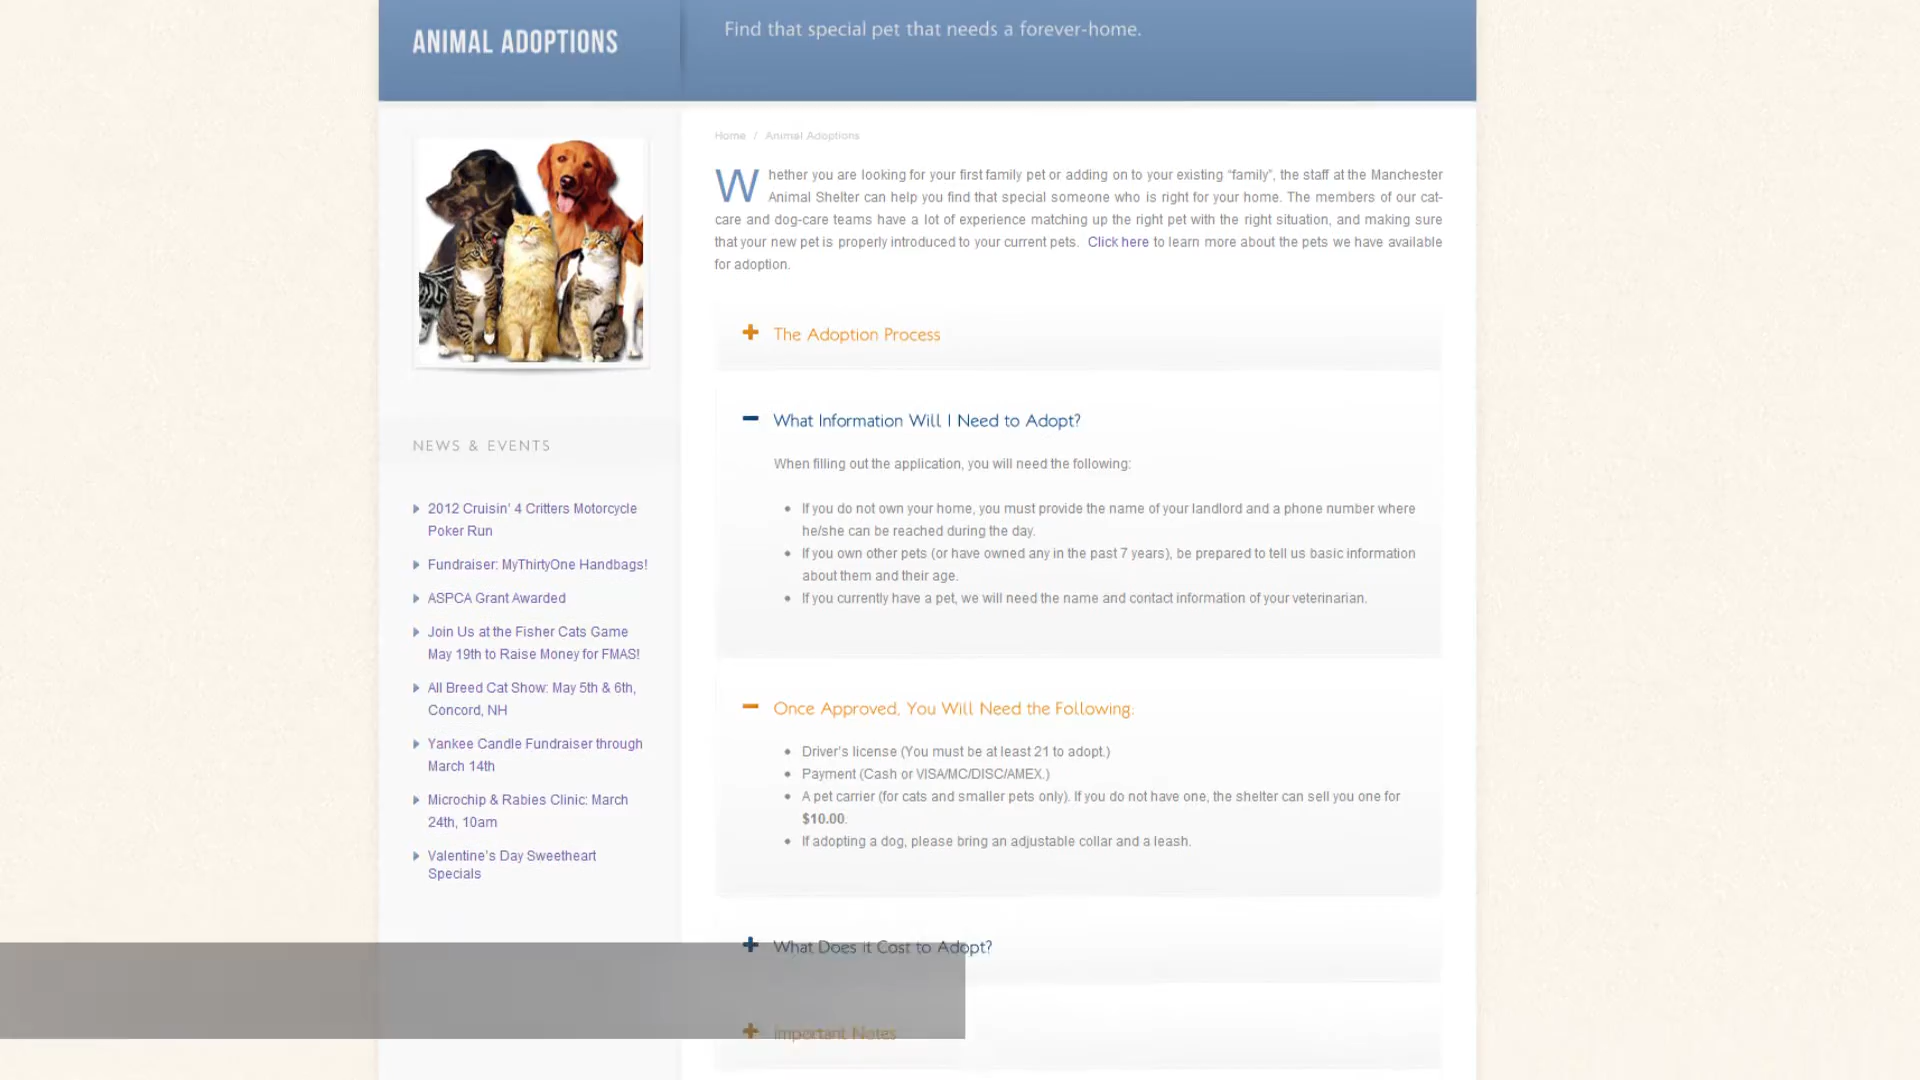 ANIMAL ADOPTIONS
Find that special pet that needs a forever-home.
Home / Animal Adoptions
Whether you are looking for your first family pet or adding on to your existing “family”, the staff at the Manchester
Animal Shelter can help you find that special someone who is right for your home. The members of our cat-
care and dog-care teams have a lot of experience matching up the right pet with the right situation, and making sure
that your new pet is properly introduced to your current pets. Click here to learn more about the pets we have available
for adoption.
The Adoption Process
What Information Will I Need to Adopt?
When filling out the application, you will need the following:
If you do not own your home, you must provide the name of your landlord and a phone number where
he/she can be reached during the day.
If you own other pets (or have owned any in the past 7 years), be prepared to tell us basic information
about them and their age.
If you currently have a pet, we will need the name and contact information of your veterinarian.
Once Approved, You Will Need the Following:
Driver’s license (You must be at least 21 to adopt.)
Payment (Cash or VISA/MC/DISC/AMEX.)
A pet carrier (for cats and smaller pets only). If you do not have one, the shelter can sell you one for
$10.00.
If adopting a dog, please bring an adjustable collar and a leash.
What Does it Cost to Adopt?
Important Notes
NEWS & EVENTS
2012 Cruisin’ 4 Critters Motorcycle
Poker Run
Fundraiser: MyThirtyOne Handbags!
ASPCA Grant Awarded
Join Us at the Fisher Cats Game
May 19th to Raise Money for FMAS!
All Breed Cat Show: May 5th & 6th,
Concord, NH
Yankee Candle Fundraiser through
March 14th
Microchip & Rabies Clinic: March
24th, 10am
Valentine’s Day Sweetheart
Specials